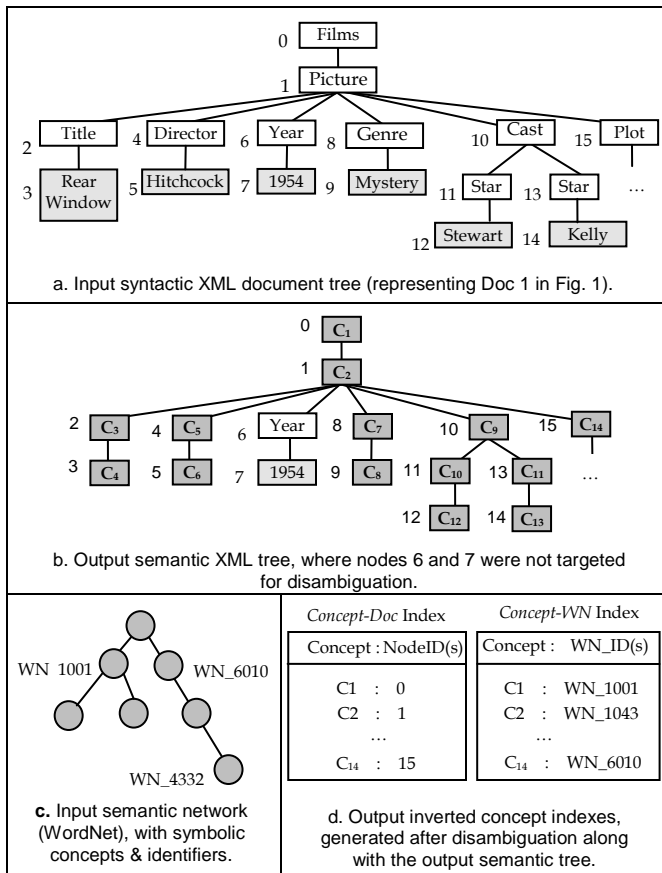 0 Films
1 Picture
2 Title 4 Director 6 Year 8 Genre 10 Cast 15 Plot
3 Rear Window 5 Hitchcock 7 1954 9 Mystery 11 Star 13 Star ...
12 Stewart 14 Kelly
a. Input syntactic XML document tree (representing Doc 1 in Fig. 1).
0 C1
1 C2
2 C3 4 C5 6 Year 8 C7 10 C9 15 C14
3 C4 5 C6 7 1954 9 C8 11 C10 13 C11 ...
12 C12 14 C13
b. Output semantic XML tree, where nodes 6 and 7 were not targeted
for disambiguation.
WN 1001 WN_6010
WN_4332
c. Input semantic network
(WordNet), with symbolic
concepts & identifiers.
Concept-Doc Index
Concept : NodeID(s)
C1 : 0
C2 : 1
...
C14 : 15
Concept-WN Index
Concept : WN_ID(s)
C1 : WN_1001
C2 : WN_1043
...
C14 : WN_6010
d. Output inverted concept indexes,
generated after disambiguation along
with the output semantic tree.